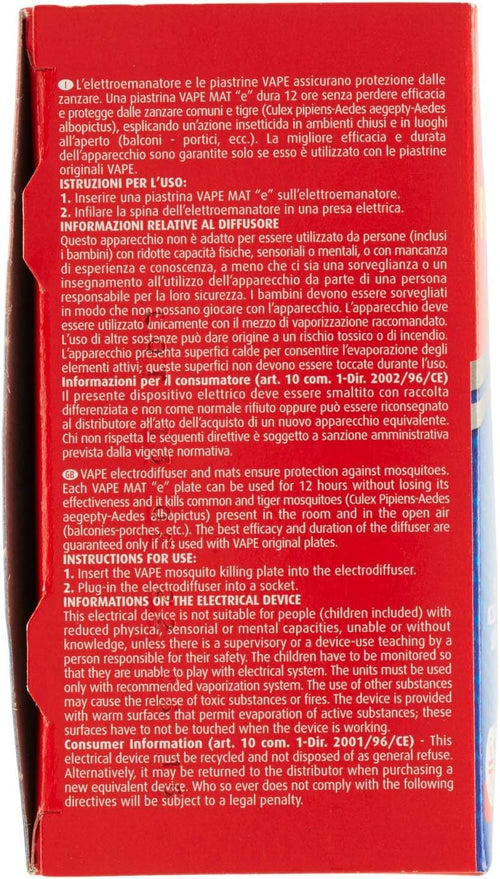 I L'elettroemanatore e le piastrine VAPE assicurano protezione dalle
zanzare. Una piastrina VAPE MAT "e" dura 12 ore senza perdere efficacia
e protegge dalle zanzare comuni e tigre (Culex pipiens-Aedes aegepty-Aedes
albopictus), esplicando un'azione insetticida in ambienti chiusi e in luoghi
all'aperto (balconi - portici, ecc.). La migliore efficacia e durata
dell'apparecchio sono garantite solo se esso è utilizzato con le piastrine
originali VAPE.
ISTRUZIONI PER L'USO:
1. Inserire una piastrina VAPE MAT "e" sull'elettroemanatore.
2. Infilare la spina dell'elettroemanatore in una presa elettrica.
INFORMAZIONI RELATIVE AL DIFFUSORE
Questo apparecchio non è adatto per essere utilizzato da persone (inclusi
i bambini) con ridotte capacità fisiche, sensoriali o mentali, o con mancanza
di esperienza e conoscenza, a meno che ci sia una sorveglianza o un
insegnamento all'utilizzo dell'apparecchio da parte di una persona
responsabile per la loro sicurezza. I bambini devono essere sorvegliati
in modo che non possano giocare con l'apparecchio. L'apparecchio deve
essere utilizzato unicamente con il mezzo di vaporizzazione raccomandato.
L'uso di altre sostanze può dare origine a un rischio tossico o di incendio.
L'apparecchio presenta superfici calde per consentire l'evaporazione degli
elementi attivi; queste superfici non devono essere toccate durante l'uso.
Informazioni per il consumatore (art. 10 com. 1-Dir. 2002/96/CE)
Il presente dispositivo elettrico deve essere smaltito con raccolta
differenziata e non come normale rifiuto oppure può essere riconsegnato
al distributore all'atto dell'acquisto di un nuovo apparecchio equivalente.
Chi non rispetta le seguenti direttive è soggetto a sanzione amministrativa
prevista dalla vigente normativa.
GB VAPE electrodiffuser and mats ensure protection against mosquitoes.
Each VAPE MAT "e" plate can be used for 12 hours without losing its
effectiveness and it kills common and tiger mosquitoes (Culex Pipiens-Aedes
aegepty-Aedes albopictus) present in the room and in the open air
(balconies-porches, etc.). The best efficacy and duration of the diffuser are
guaranteed only if it's used with VAPE original plates.
INSTRUCTIONS FOR USE:
1. Insert the VAPE mosquito killing plate into the electrodiffuser.
2. Plug-in the electrodiffuser into a socket.
INFORMATIONS ON THE ELECTRICAL DEVICE
This electrical device is not suitable for people (children included) with
reduced physical, sensorial or mental capacities, unable or without
knowledge, unless there is a supervisory or a device-use teaching by a
person responsible for their safety. The children have to be monitored so
that they are unable to play with electrical system. The units must be used
only with recommended vaporization system. The use of other substances
may cause the release of toxic substances or fires. The device is provided
with warm surfaces that permit evaporation of active substances; these
surfaces have to not be touched when the device is working.
Consumer Information (art. 10 com. 1-Dir. 2001/96/CE) - This
electrical device must be recycled and not disposed of as general refuse.
Alternatively, it may be returned to the distributor when purchasing a
new equivalent device. Who so ever does not comply with the following
directives will be subject to a legal penalty.